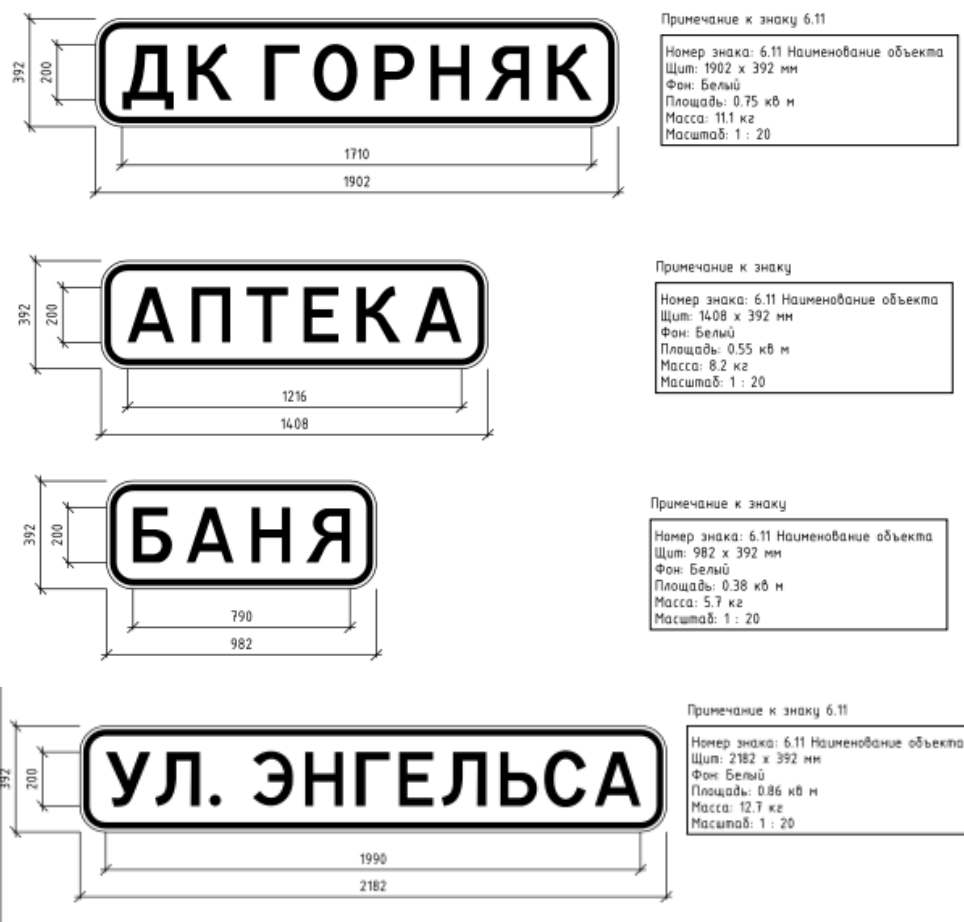 ДК ГОРНЯК
392
200
1710
1902
Примечание к знаку 6.11
Номер знака: 6.11 Наименование объекта
Щит: 1902 х 392 мм
Фон: Белый
Площадь: 0.75 кв м
Масса: 11.1 кг
Масштаб: 1 : 20
АПТЕКА
392
200
1216
1408
Примечание к знаку
Номер знака: 6.11 Наименование объекта
Щит: 1408 х 392 мм
Фон: Белый
Площадь: 0.55 кв м
Масса: 8.2 кг
Масштаб: 1 : 20
БАНЯ
392
200
790
982
Примечание к знаку
Номер знака: 6.11 Наименование объекта
Щит: 982 х 392 мм
Фон: Белый
Площадь: 0.38 кв м
Масса: 5.7 кг
Масштаб: 1 : 20
УЛ. ЭНГЕЛЬСА
392
200
1990
2182
Примечание к знаку 6.11
Номер знака: 6.11 Наименование объекта
Щит: 2182 х 392 мм
Фон: Белый
Площадь: 0.86 кв м
Масса: 12.7 кг
Масштаб: 1 : 20